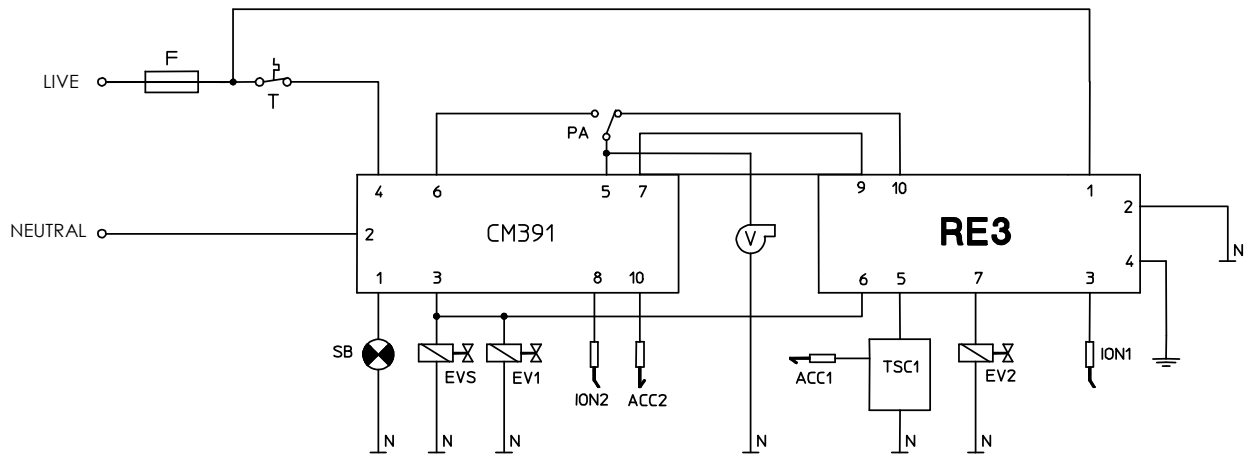 F
LIVE
T
PA
4 6 5 7 9 10 1
2
NEUTRAL 2 CM391 V RE3 N
4
1 3 8 10 6 5 7 3
SB EVS EV1 ION2 ACC2 ACC1 TSC1 EV2 ION1
N N N N N N